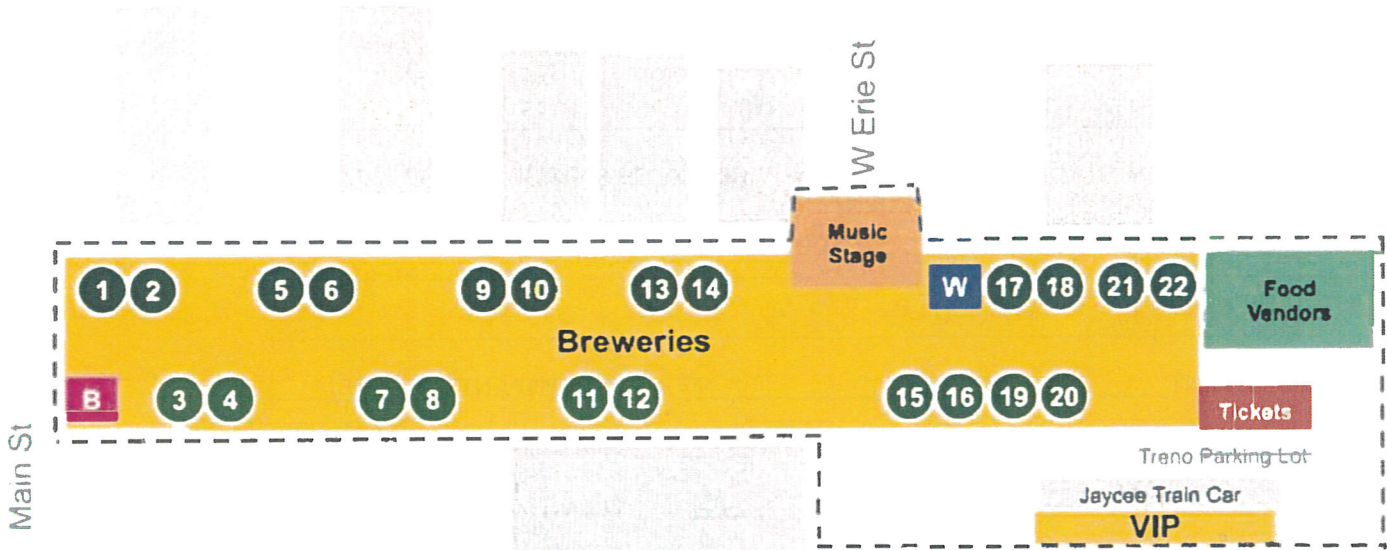 W Erie St
Music
Stage
1 2 5 6 9 10 13 14 W 17 18 21 22
Food
Vendors
Breweries
B 3 4 7 8 11 12 15 16 19 20
Tickets
Main St
Treno Parking Lot
Jaycee Train Car
VIP